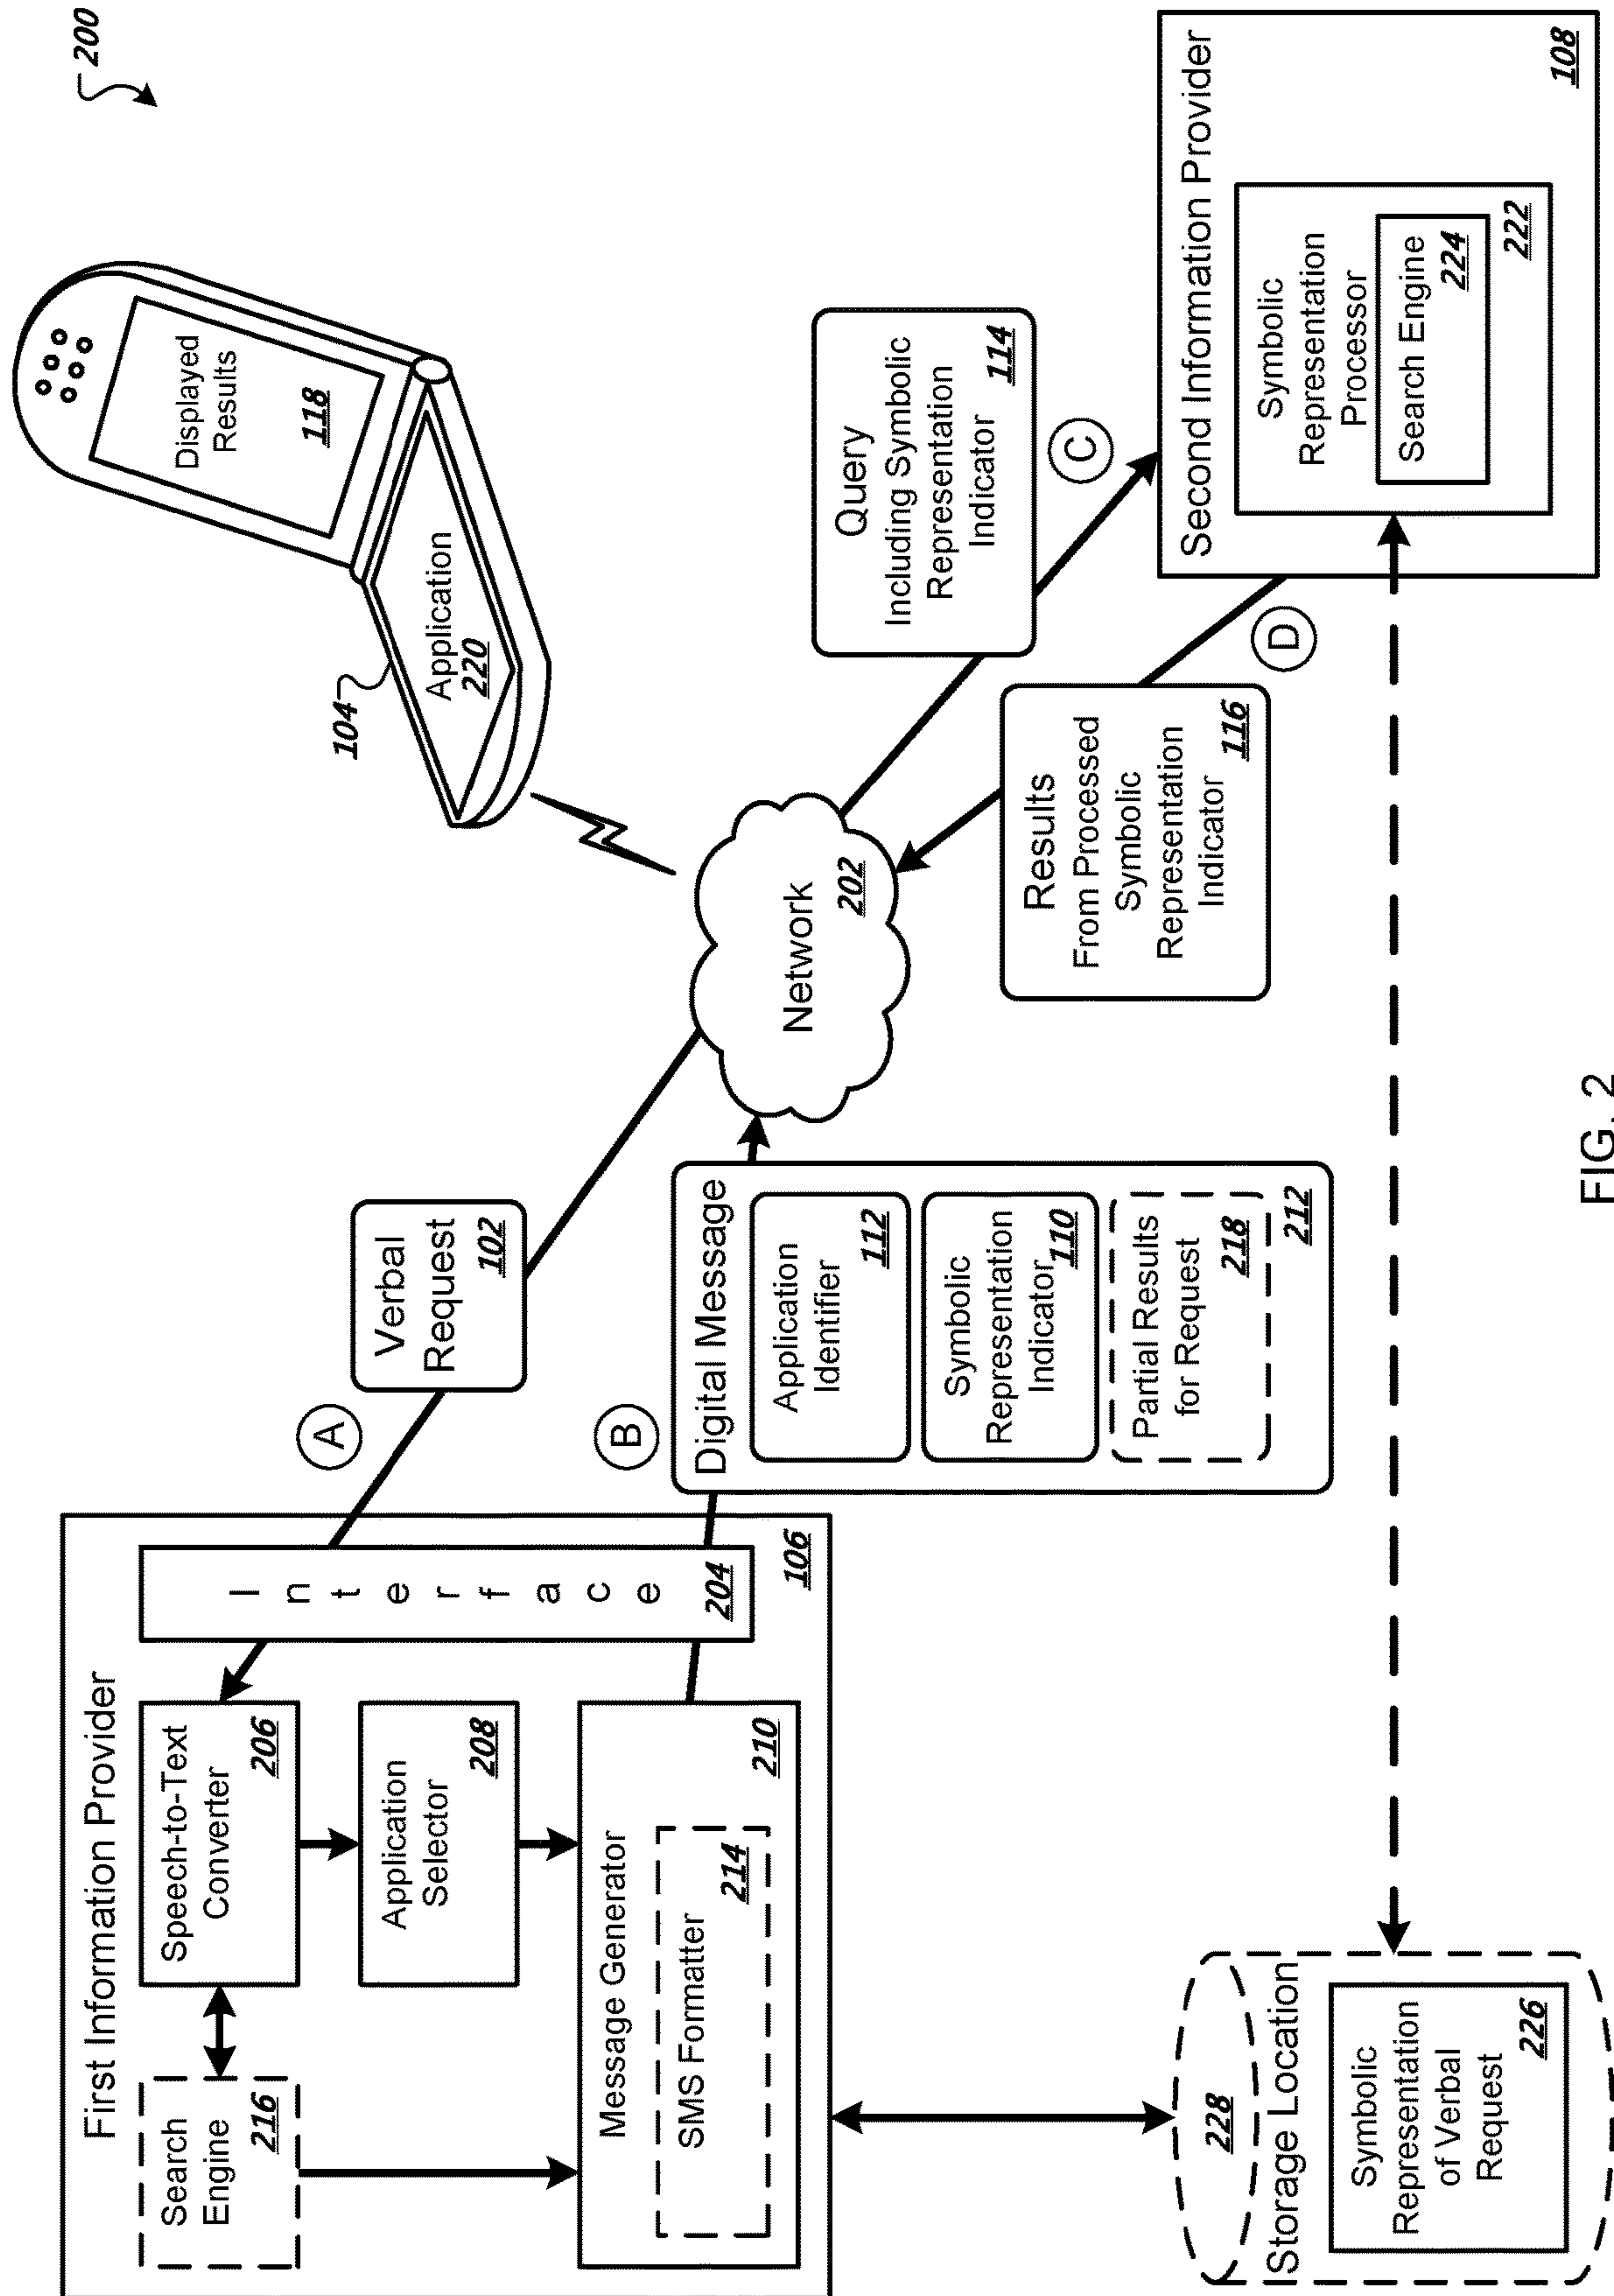 200
First Information Provider
Search
Engine
216
Speech-to-Text
Converter
206
Application
Selector
208
Message Generator
SMS Formatter
214
210
Interface
204
106
A
Verbal
Request
102
B
Digital Message
Application
Identifier
112
Symbolic
Representation
Indicator
110
Partial Results
for Request
218
212
Network
202
104
Application
220
Displayed
Results
118
Query
Including Symbolic
Representation
Indicator
114
C
Results
From Processed
Symbolic
Representation
Indicator
116
D
Second Information Provider
Symbolic
Representation
Processor
Search Engine
224
222
108
228
Storage Location
Symbolic
Representation
of Verbal
Request
226
FIG. 2